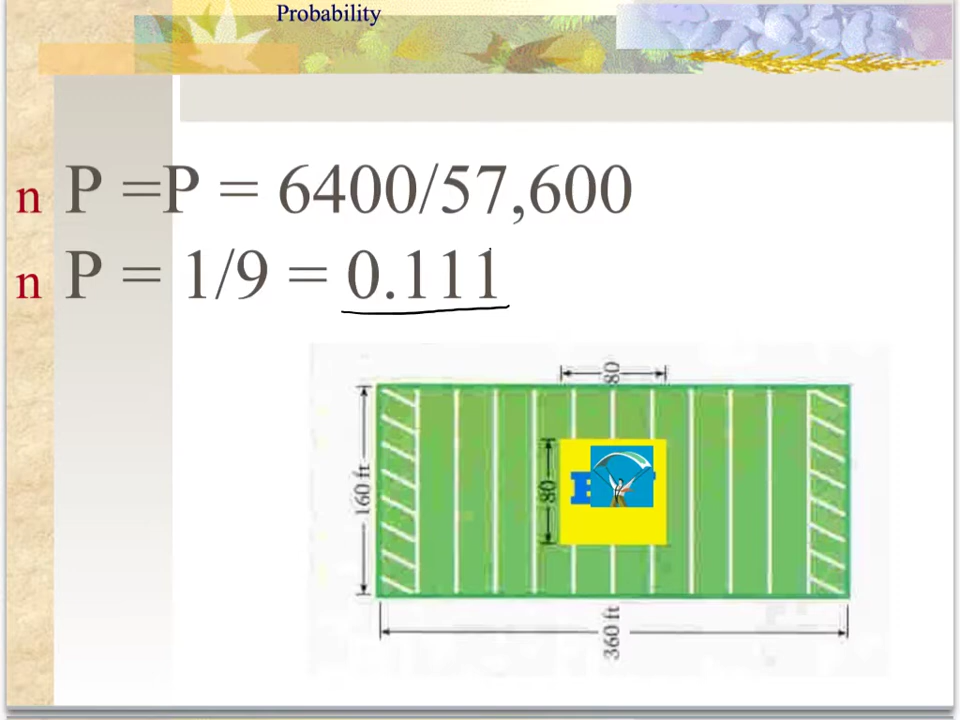 Probability
n P =P = 6400/57,600
n P = 1/9 = 0.111
80
160 ft
80
360 ft